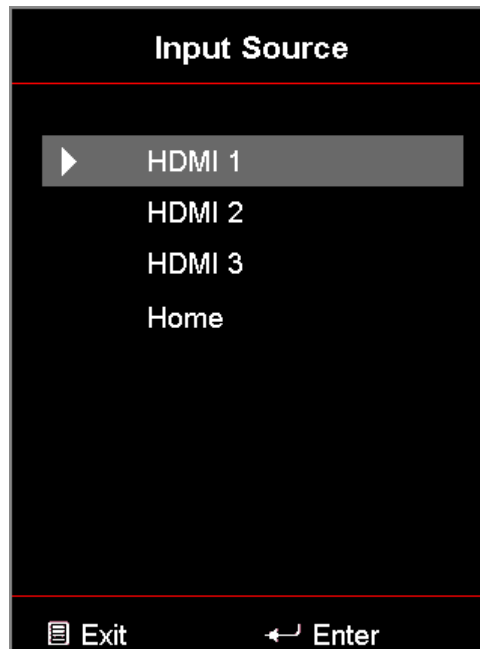 Input Source
HDMI 1
HDMI 2
HDMI 3
Home
Exit Enter